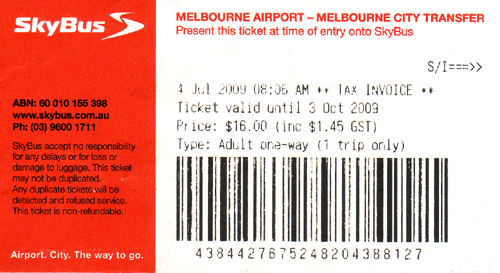 SkyBus
MELBOURNE AIRPORT – MELBOURNE CITY TRANSFER
Present this ticket at time of entry onto SkyBus
S/I===>>
4 Jul 2009 08:05 AM ** TAX INVOICE **
Ticket valid until 3 Oct 2009
Price: $16.00 (inc $1.45 GST)
Type: Adult one-way (1 trip only)
43844276752482043881​27
ABN: 60 010 155 398
www.skybus.com.au
Ph: (03) 9600 1711
SkyBus accept no responsibility
for any delays or for loss or
damage to luggage. This ticket
may not be duplicated.
Any duplicate tickets will be
detected and refused service.
This ticket is non-refundable.
Airport. City. The way to go.